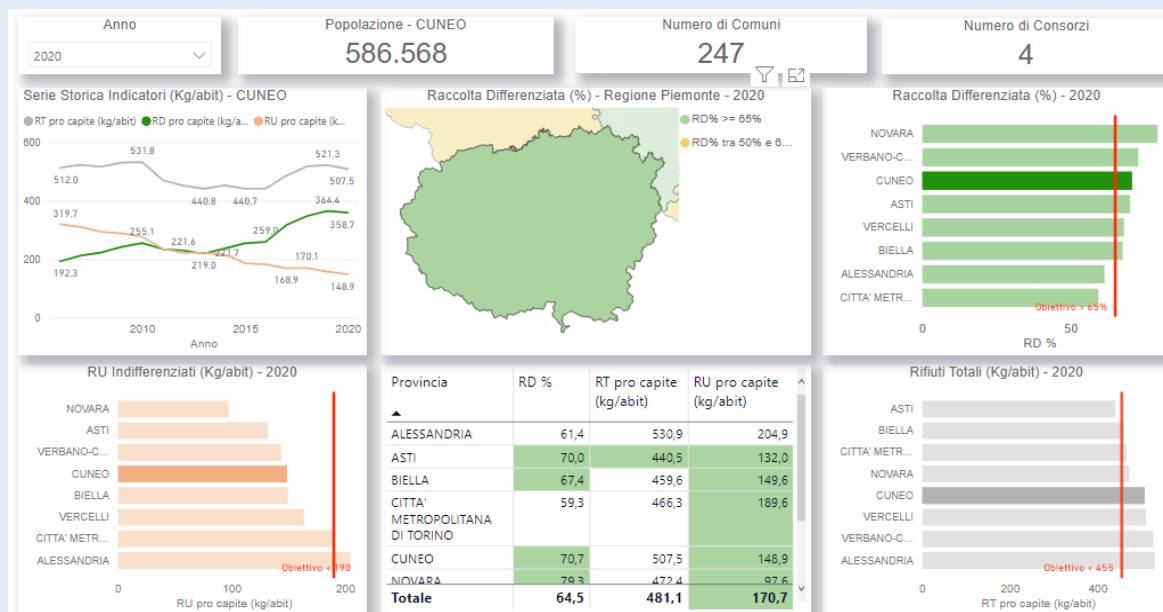 Anno
2020
Popolazione - CUNEO
586.568
Numero di Comuni
247
Numero di Consorzi
4
Serie Storica Indicatori (Kg/abit) - CUNEO
RT pro capite (kg/abit) RD pro capite (kg/a... RU pro capite (k...
600
400
200
0
512,0
531,8
440,8
440,7
521,3
507,5
319,7
255,1
221,6
219,0
221,7
259,0
364,4
358,7
192,3
170,1
168,9
148,9
2010 2015 2020
Anno
Raccolta Differenziata (%) - Regione Piemonte - 2020
RD% >= 65%
RD% tra 50% e 6...
Raccolta Differenziata (%) - 2020
NOVARA
VERBANO-C...
CUNEO
ASTI
VERCELLI
BIELLA
ALESSANDRIA
CITTA' METR...
Obiettivo > 65%
0 50
RD %
RU Indifferenziati (Kg/abit) - 2020
NOVARA
ASTI
VERBANO-C...
CUNEO
BIELLA
VERCELLI
CITTA' METR...
ALESSANDRIA
Obiettivo < 190
0 100 200
RU pro capite (kg/abit)
Provincia RD % RT pro capite (kg/abit) RU pro capite (kg/abit)
ALESSANDRIA 61,4 530,9 204,9
ASTI 70,0 440,5 132,0
BIELLA 67,4 459,6 149,6
CITTA' 59,3 466,3 189,6
METROPOLITANA
DI TORINO
CUNEO 70,7 507,5 148,9
NOVARA 79,3 472,4 97,6
Totale 64,5 481,1 170,7
Rifiuti Totali (Kg/abit) - 2020
ASTI
BIELLA
CITTA' METR...
NOVARA
CUNEO
VERCELLI
VERBANO-C...
ALESSANDRIA
Obiettivo < 455
0 200 400
RT pro capite (kg/abit)